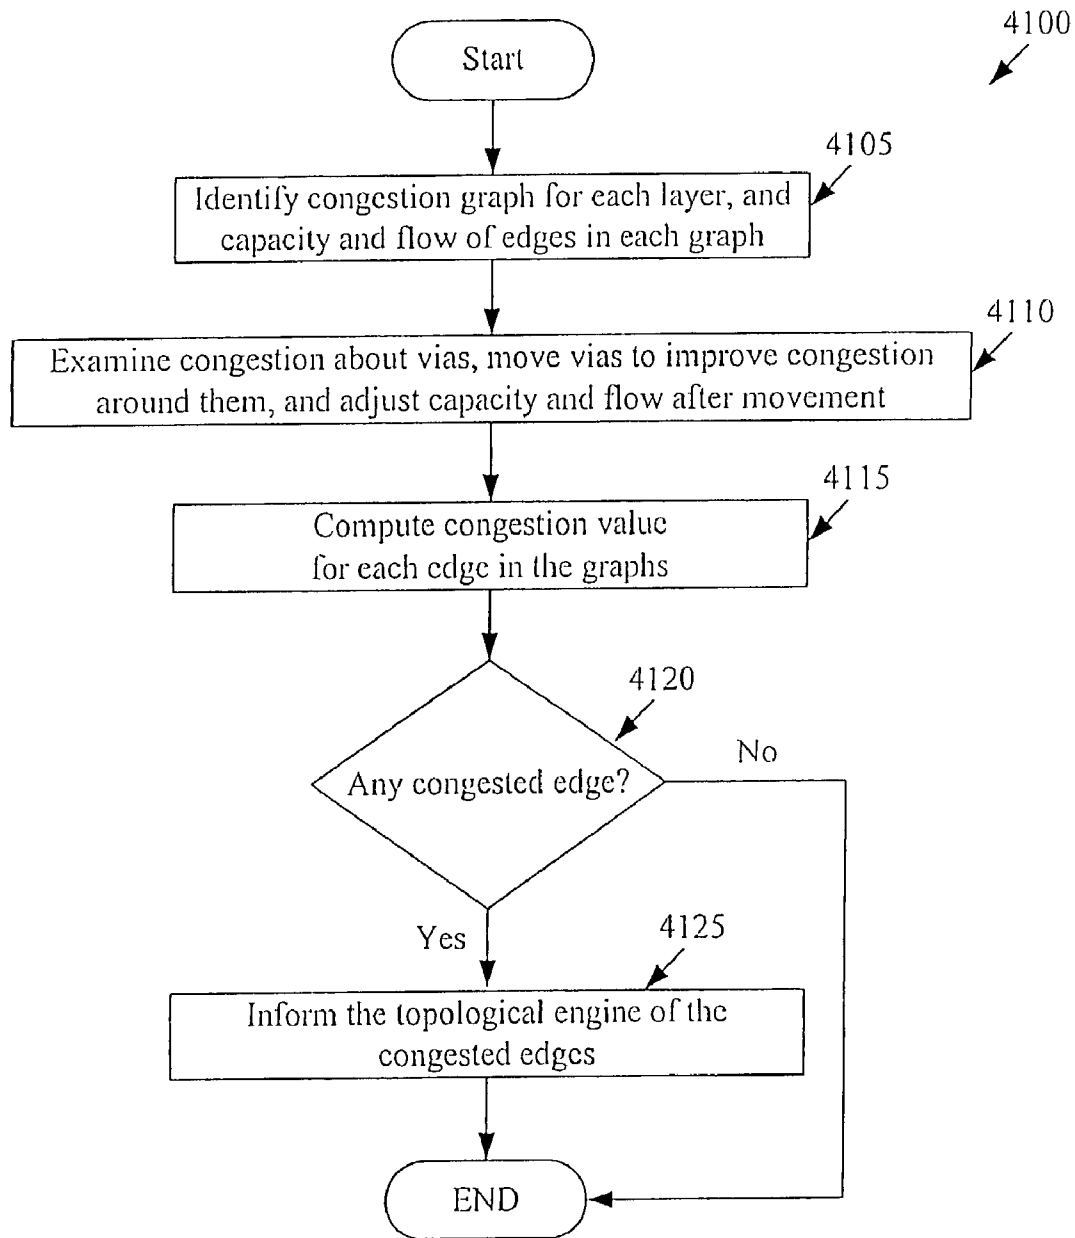 4100
Start
4105
Identify congestion graph for each layer, and
capacity and flow of edges in each graph
4110
Examine congestion about vias, move vias to improve congestion
around them, and adjust capacity and flow after movement
4115
Compute congestion value
for each edge in the graphs
4120
Any congested edge?
No
Yes
4125
Inform the topological engine of the
congested edges
END